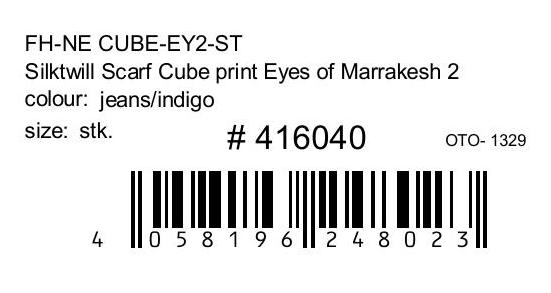 FH-NE CUBE-EY2-ST
Silktwill Scarf Cube print Eyes of Marrakesh 2
colour: jeans/indigo
size: stk.
# 416040
OTO- 1329
4 058196 248023